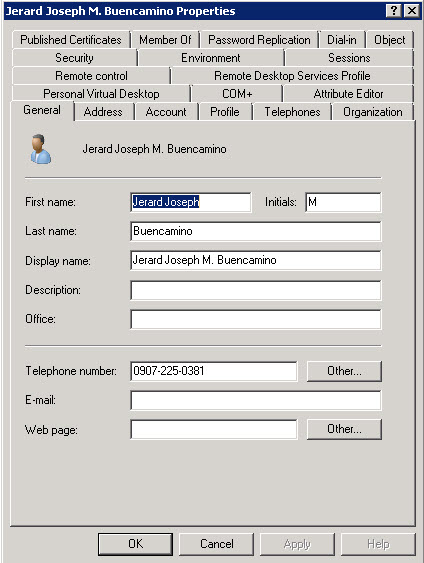 Jerard Joseph M. Buencamino Properties ? X
Published Certificates Member Of Password Replication Dial-in Object
Security Environment Sessions
Remote control Remote Desktop Services Profile
Personal Virtual Desktop COM+ Attribute Editor
General Address Account Profile Telephones Organization
Jerard Joseph M. Buencamino
First name: Jerard Joseph Initials: M
Last name: Buencamino
Display name: Jerard Joseph M. Buencamino
Description:
Office:
Telephone number: 0907-225-0381 Other...
E-mail:
Web page: Other...
OK Cancel Apply Help